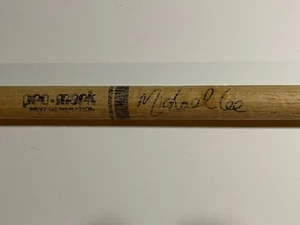 pro·mark
NEW GENERATION
Michael Lee